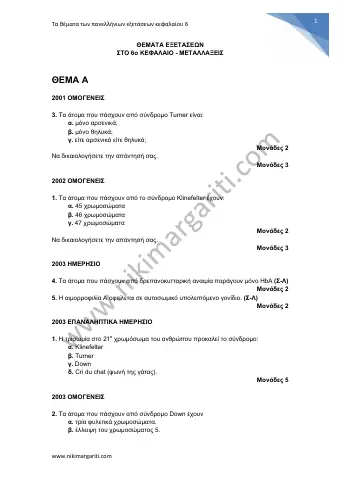 Τα θέματα των πανελλήνιων εξετάσεων κεφαλαίου 6
1
ΘΕΜΑΤΑ ΕΞΕΤΑΣΕΩΝ
ΣΤΟ 6ο ΚΕΦΑΛΑΙΟ - ΜΕΤΑΛΛΑΞΕΙΣ
ΘΕΜΑ Α
2001 ΟΜΟΓΕΝΕΙΣ
3. Τα άτομα που πάσχουν από σύνδρομο Turner είναι:
α. μόνο αρσενικά;
β. μόνο θηλυκά;
γ. είτε αρσενικά είτε θηλυκά;
Μονάδες 2
Να δικαιολογήσετε την απάντησή σας.
Μονάδες 3
2002 ΟΜΟΓΕΝΕΙΣ
1. Τα άτομα που πάσχουν από το σύνδρομο Klinefelter έχουν:
α. 45 χρωμοσώματα
β. 46 χρωμοσώματα
γ. 47 χρωμοσώματα.
Μονάδες 2
Να δικαιολογήσετε την απάντησή σας.
Μονάδες 3
2003 ΗΜΕΡΗΣΙΟ
4. Τα άτομα που πάσχουν από δρεπανοκυτταρική αναιμία παράγουν μόνο HbA (Σ-Λ)
Μονάδες 2
5. Η αιμορροφιλία Α οφείλεται σε αυτοσωμικό υπολειπόμενο γονίδιο. (Σ-Λ)
Μονάδες 2
2003 ΕΠΑΝΑΛΗΠΤΙΚΑ ΗΜΕΡΗΣΙΟ
1. Η τρισωμία στο 21ο χρωμόσωμα του ανθρώπου προκαλεί το σύνδρομο:
α. Klinefelter
β. Turner
γ. Down
δ. Cri du chat (φωνή της γάτας).
Μονάδες 5
2003 ΟΜΟΓΕΝΕΙΣ
2. Τα άτομα που πάσχουν από σύνδρομο Down έχουν
α. τρία φυλετικά χρωμοσώματα.
β. έλλειψη του χρωμοσώματος 5.
www.nikimargariti.com
www.nikimargariti.com